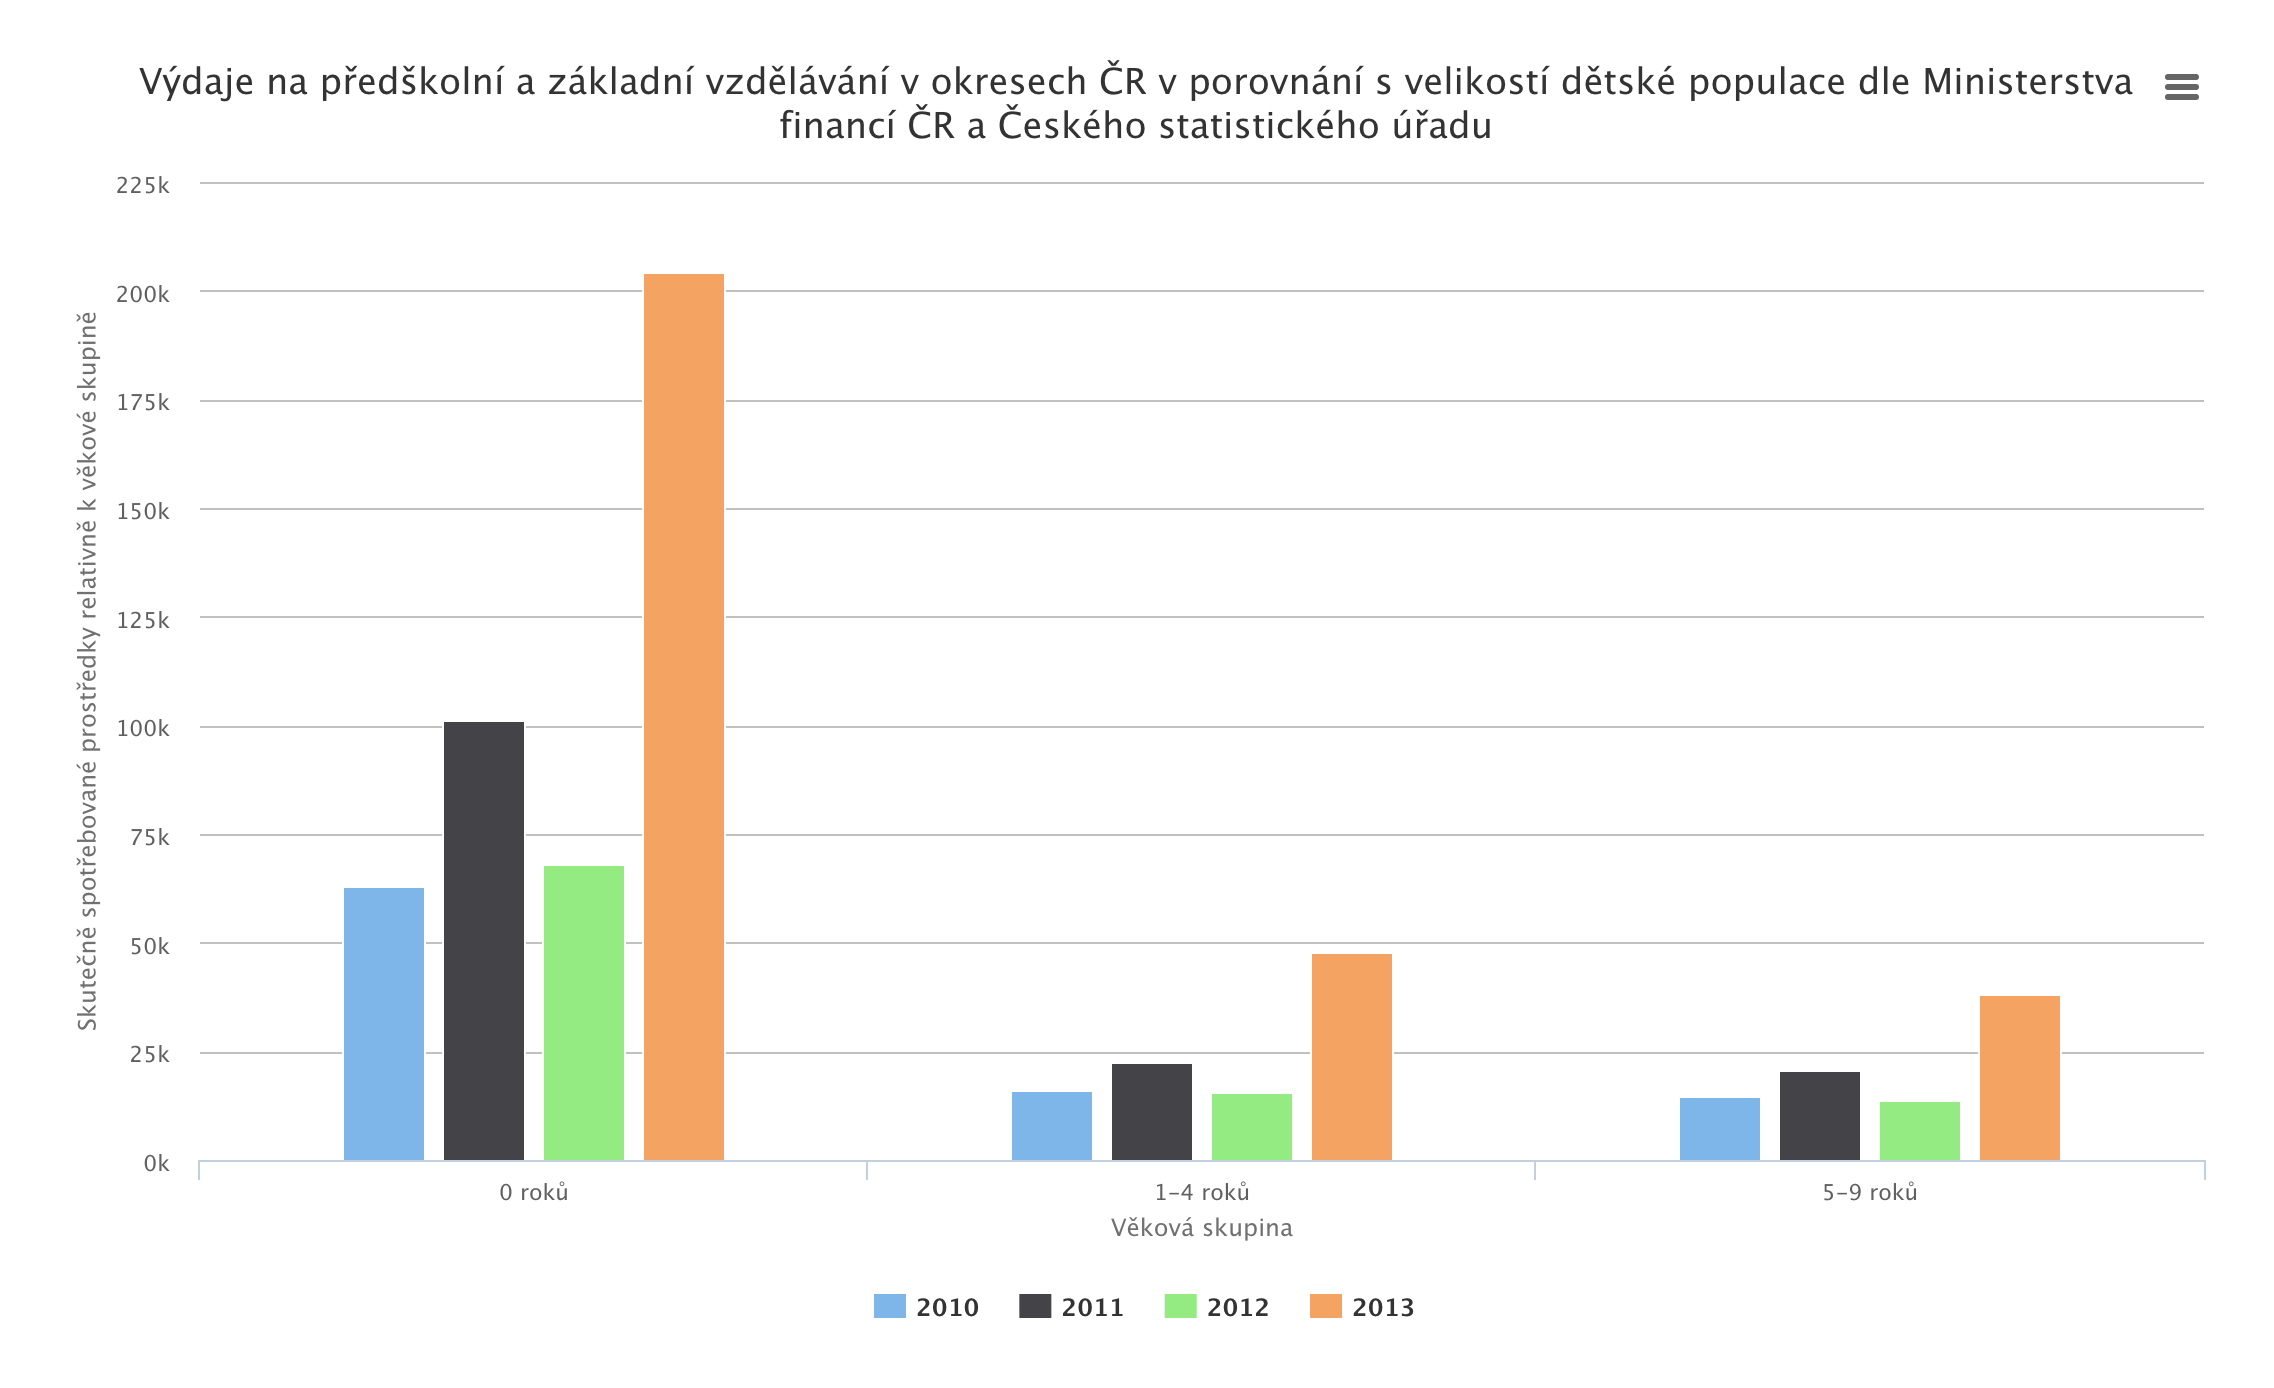 Výdaje na předškolní a základní vzdělávání v okresech ČR v porovnání s velikostí dětské populace dle Ministerstva
financí ČR a Českého statistického úřadu
Skutečně spotřebované prostředky relativně k věkové skupině
225k
200k
175k
150k
125k
100k
75k
50k
25k
0k
0 roků
1–4 roků
5–9 roků
Věková skupina
2010
2011
2012
2013